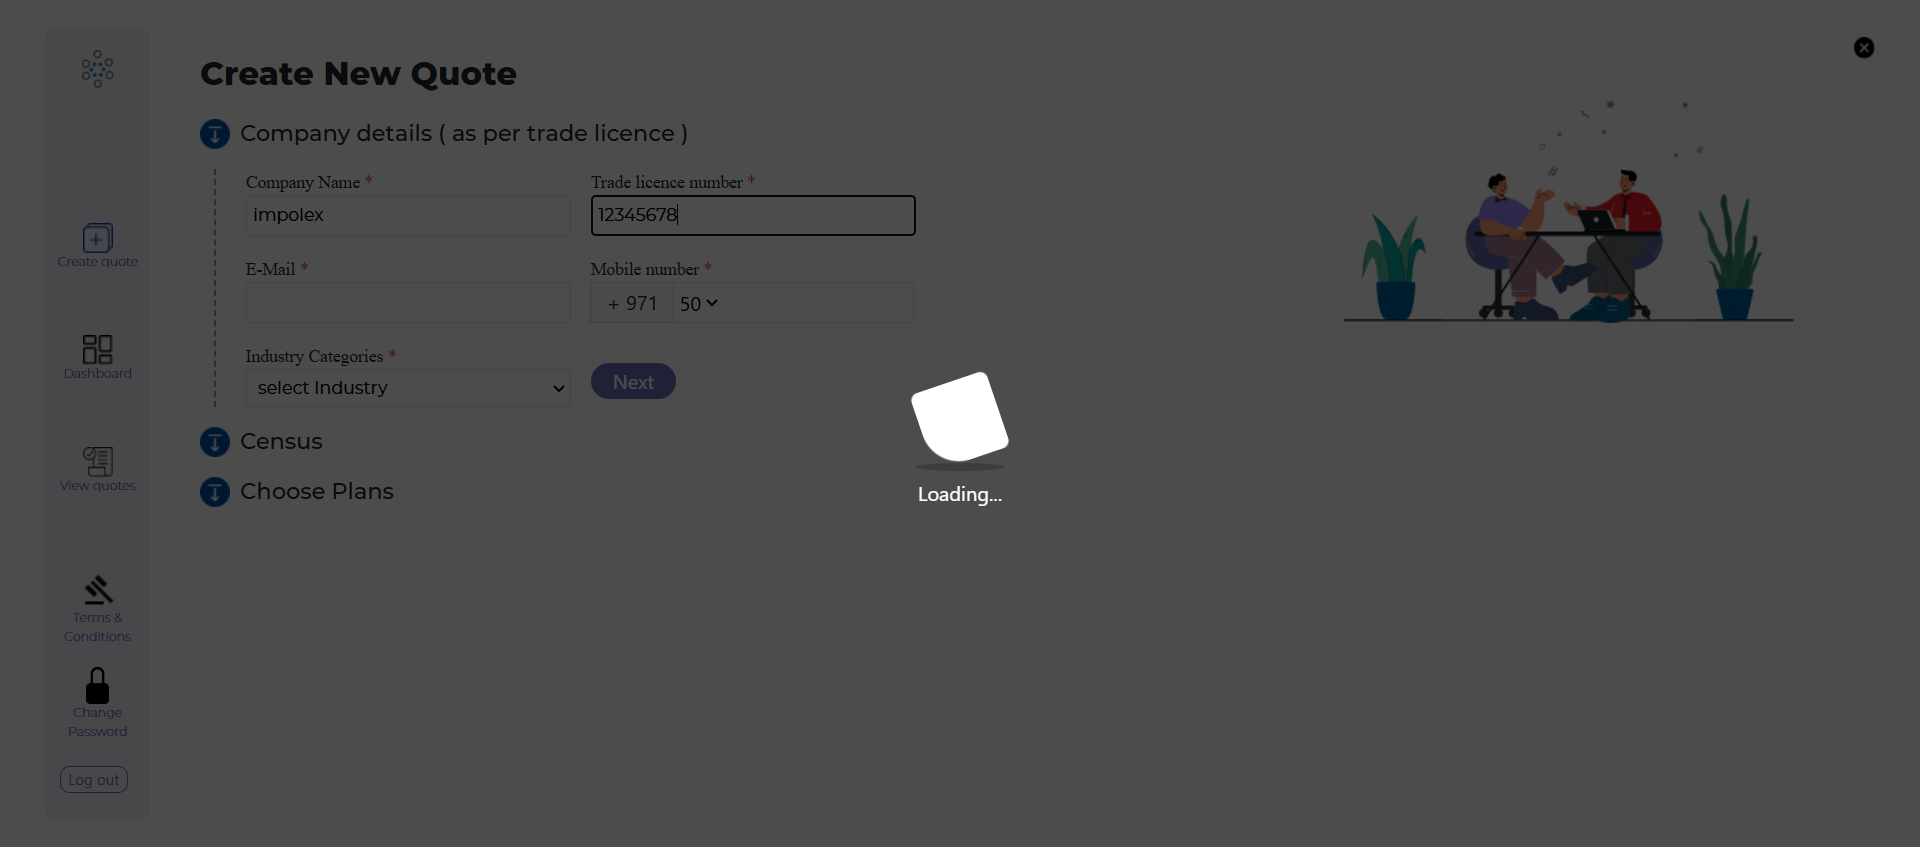 Create New Quote
Company details ( as per trade licence )
Company Name *
Trade licence number *
impolex
12345678
E-Mail *
Mobile number *
+ 971
50
Industry Categories *
select Industry
Next
Census
Choose Plans
Create quote
Dashboard
View quotes
Terms &
Conditions
Change
Password
Log out
Loading...